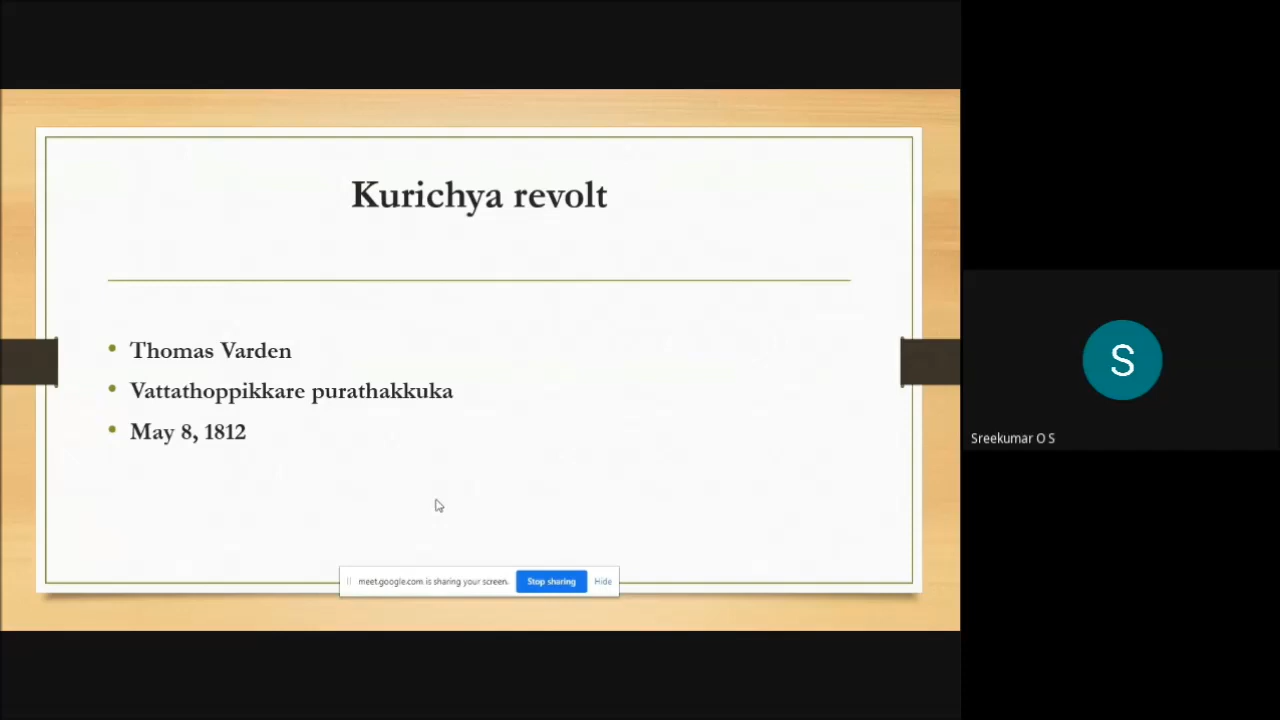 Kurichya revolt
• Thomas Varden
• Vattathoppikkare purathakkuka
• May 8, 1812
meet.google.com is sharing your screen. Stop sharing Hide
S
Sreekumar O S